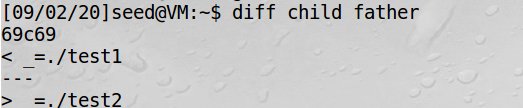 [09/02/20]seed@VM:~$ diff child father
69c69
< _=./test1
---
> _=./test2